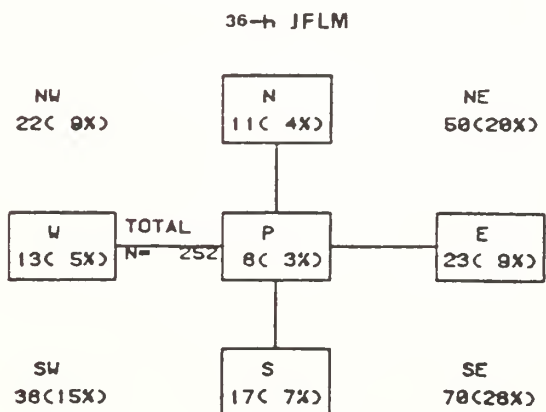 36-h JFLM
NW N NE
22( 9%) 11( 4%) 50(20%)
W TOTAL P E
13( 5%) N= 252 8( 3%) 23( 9%)
SW S SE
38(15%) 17( 7%) 70(28%)